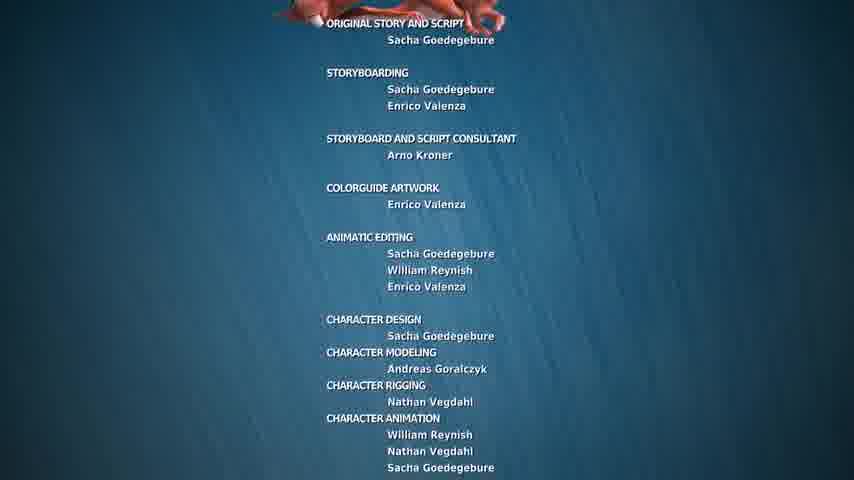 ORIGINAL STORY AND SCRIPT
Sacha Goedegebure
STORYBOARDING
Sacha Goedegebure
Enrico Valenza
STORYBOARD AND SCRIPT CONSULTANT
Arno Kroner
COLORGUIDE ARTWORK
Enrico Valenza
ANIMATIC EDITING
Sacha Goedegebure
William Reynish
Enrico Valenza
CHARACTER DESIGN
Sacha Goedegebure
CHARACTER MODELING
Andreas Goralczyk
CHARACTER RIGGING
Nathan Vegdahl
CHARACTER ANIMATION
William Reynish
Nathan Vegdahl
Sacha Goedegebure